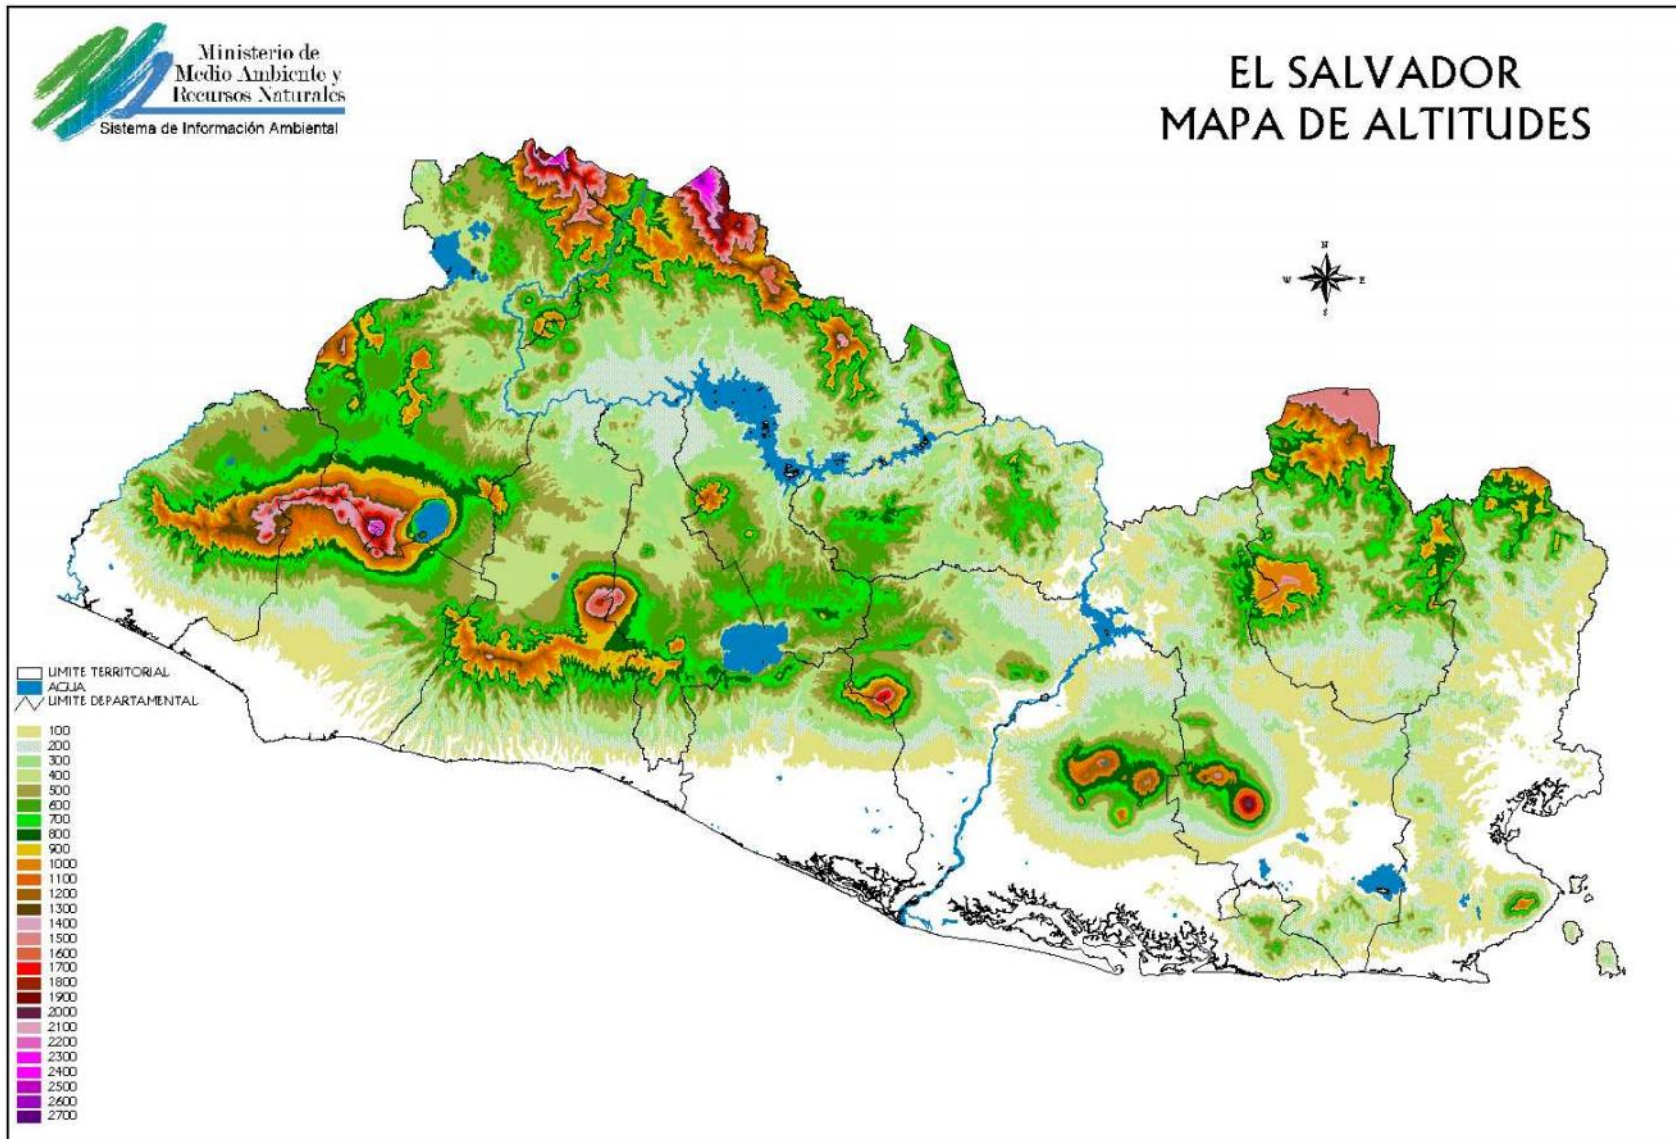 Ministerio de
Medio Ambiente y
Recursos Naturales
Sistema de Información Ambiental
EL SALVADOR
MAPA DE ALTITUDES
N
W
E
S
LIMITE TERRITORIAL
AGUA
LIMITE DEPARTAMENTAL
100
200
300
400
500
600
700
800
900
1000
1100
1200
1300
1400
1500
1600
1700
1800
1900
2000
2100
2200
2300
2400
2500
2600
2700